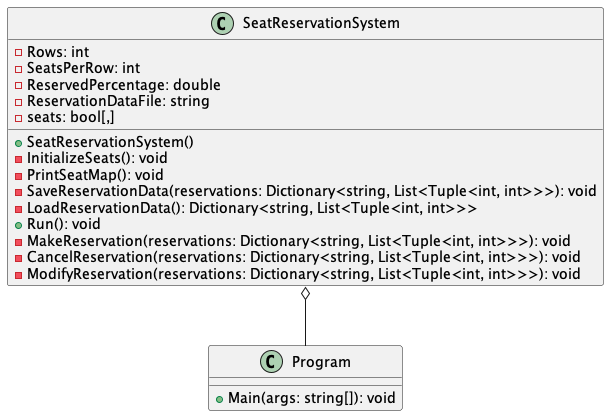 C SeatReservationSystem
Rows: int
SeatsPerRow: int
ReservedPercentage: double
ReservationDataFile: string
seats: bool[,]
SeatReservationSystem()
InitializeSeats(): void
PrintSeatMap(): void
SaveReservationData(reservations: Dictionary<string, List<Tuple<int, int>>>): void
LoadReservationData(): Dictionary<string, List<Tuple<int, int>>>
Run(): void
MakeReservation(reservations: Dictionary<string, List<Tuple<int, int>>>): void
CancelReservation(reservations: Dictionary<string, List<Tuple<int, int>>>): void
ModifyReservation(reservations: Dictionary<string, List<Tuple<int, int>>>): void
C Program
Main(args: string[]): void